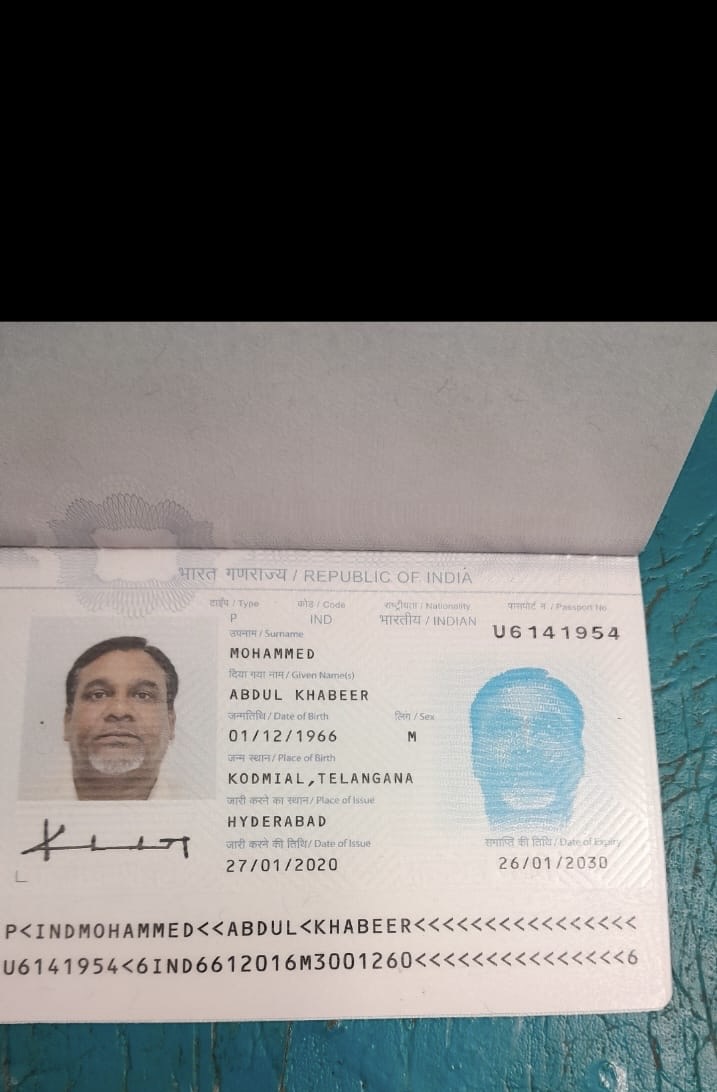 भारत गणराज्य / REPUBLIC OF INDIA
टाईप / Type कोड / Code राष्ट्रीयता / Nationality पासपोर्ट न. / Passport No.
P IND भारतीय / INDIAN U6141954
उपनाम / Surname
MOHAMMED
दिया गया नाम / Given Name(s)
ABDUL KHABEER
जन्मतिथि / Date of Birth लिंग / Sex
01/12/1966 M
जन्म स्थान / Place of Birth
KODMIAL,TELANGANA
जारी करने का स्थान / Place of Issue
HYDERABAD
जारी करने की तिथि / Date of Issue समाप्ति की तिथि / Date of Expiry
27/01/2020 26/01/2030
P<INDMOHAMMED<<ABDUL<KHABEER<<<<<<<<<<<<<<<<
U6141954<6IND6612016M3001260<<<<<<<<<<<<<<<6